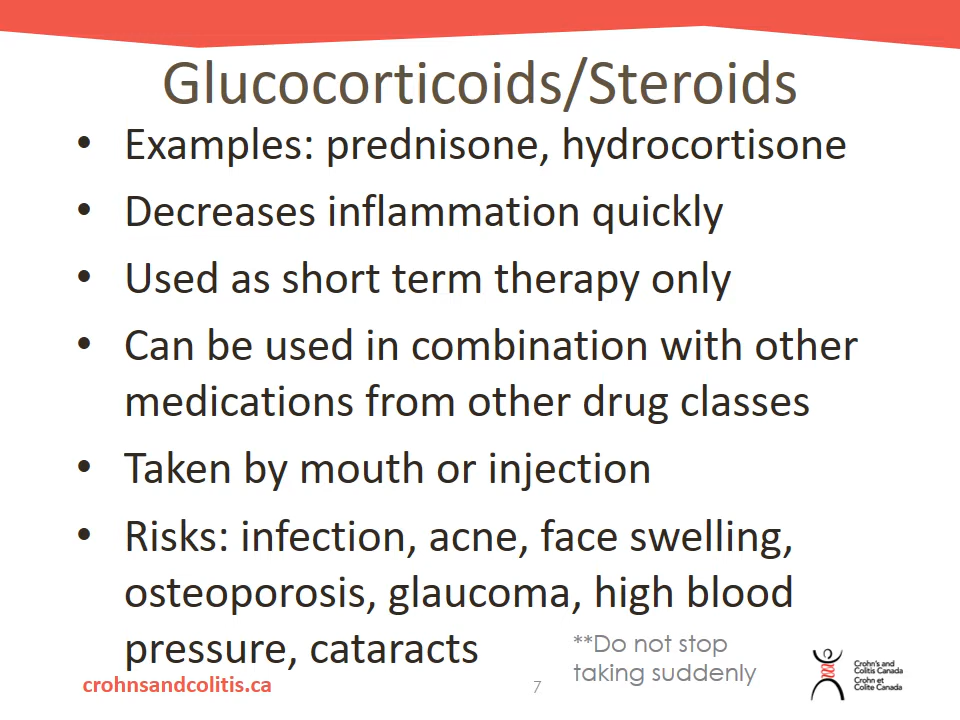 Glucocorticoids/Steroids
• Examples: prednisone, hydrocortisone
• Decreases inflammation quickly
• Used as short term therapy only
• Can be used in combination with other
medications from other drug classes
• Taken by mouth or injection
• Risks: infection, acne, face swelling,
osteoporosis, glaucoma, high blood
pressure, cataracts
**Do not stop
taking suddenly
crohnsandcolitis.ca
7
Crohn's and
Colitis Canada
Crohn et
Colite Canada